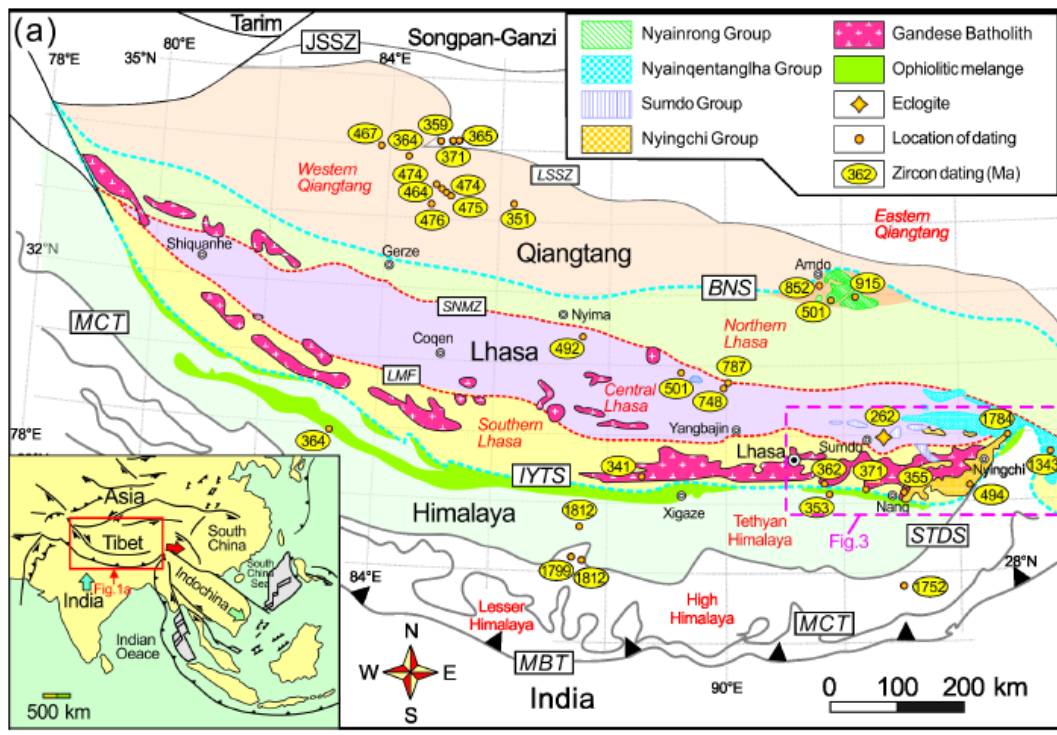 (a)
Tarim
JSSZ
Songpan-Ganzi
78°E
35°N
80°E
84°E
Nyainrong Group
Nyainqentanglha Group
Sumdo Group
Nyingchi Group
Gandese Batholith
Ophiolitic melange
Eclogite
Location of dating
362
Zircon dating (Ma)
467
364
359
365
371
Western
Qiangtang
474
464
474
475
476
351
LSSZ
Eastern
Qiangtang
32°N
Shiquanhe
Gerze
Qiangtang
Amdo
BNS
852
915
501
MCT
SNMZ
Nyima
Northern
Lhasa
Coqen
492
Lhasa
LMF
501
787
748
Central
Lhasa
Southern
Lhasa
Yangbajin
262
1784
Sumdo
78°E
364
Lhasa
362
371
355
Nyingchi
1343
341
IYTS
353
Nang
494
Xigaze
Himalaya
1812
Tethyan
Himalaya
Fig.3
STDS
1799
1812
28°N
1752
84°E
Lesser
Himalaya
High
Himalaya
MCT
MBT
90°E
India
N
W
E
S
0
100
200 km
Asia
Tibet
South
China
Fig.1a
India
Indochina
South
China
Sea
Indian
Oeace
500 km